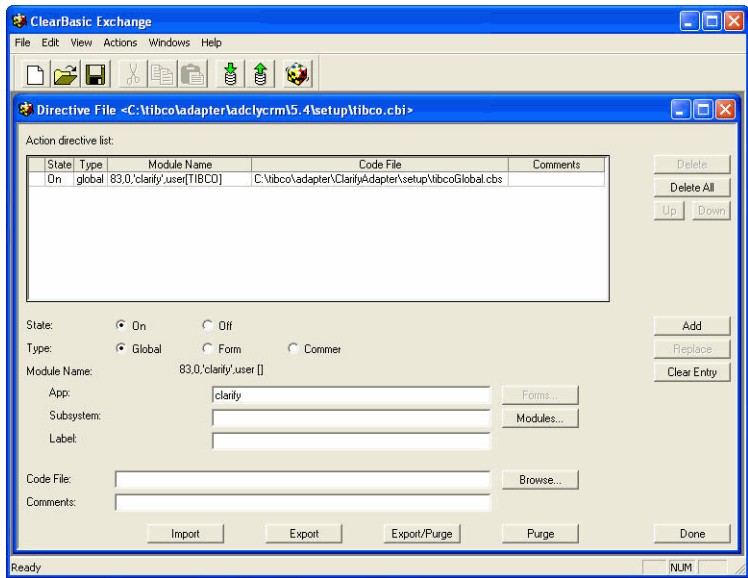 ClearBasic Exchange
File Edit View Actions Windows Help
Directive File <C:\tibco\adapter\adclycrm\5.4\setup\tibco.cbi>
Action directive list:
State Type Module Name Code File Comments
On global 83,0,'clarify',user[TIBCO] C:\tibco\adapter\ClarifyAdapter\setup\tibcoGlobal.cbs
Delete
Delete All
Up Down
State: On Off Add
Type: Global Form Commer Replace
Module Name: 83,0,'clarify',user [] Clear Entry
App: clarify Forms...
Subsystem: Modules...
Label:
Code File: Browse...
Comments:
Import Export Export/Purge Purge Done
Ready NUM